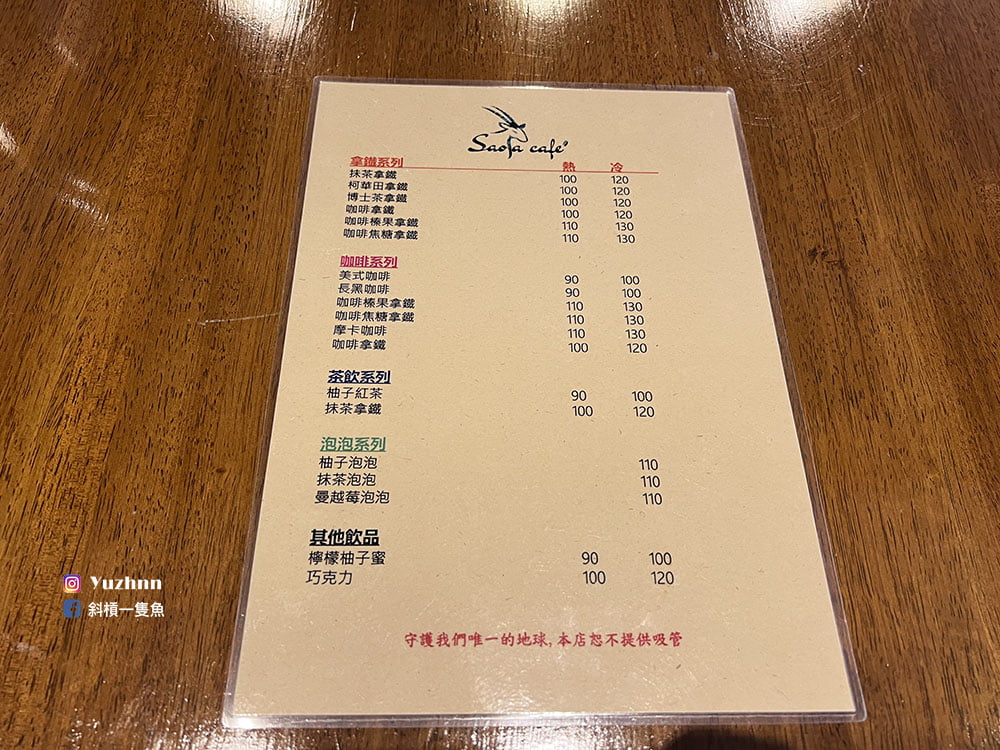 Saola café
拿鐵系列 熱 冷
抹茶拿鐵 100 120
柯華田拿鐵 100 120
博士茶拿鐵 100 120
咖啡拿鐵 100 120
咖啡榛果拿鐵 110 130
咖啡焦糖拿鐵 110 130
咖啡系列
美式咖啡 90 100
長黑咖啡 90 100
咖啡榛果拿鐵 110 130
咖啡焦糖拿鐵 110 130
摩卡咖啡 110 130
咖啡拿鐵 100 120
茶飲系列
柚子紅茶 90 100
抹茶拿鐵 100 120
泡泡系列
柚子泡泡 110
抹茶泡泡 110
曼越莓泡泡 110
其他飲品
檸檬柚子蜜 90 100
巧克力 100 120
守護我們唯一的地球,本店恕不提供吸管
Yuzhnn
斜槓一隻魚